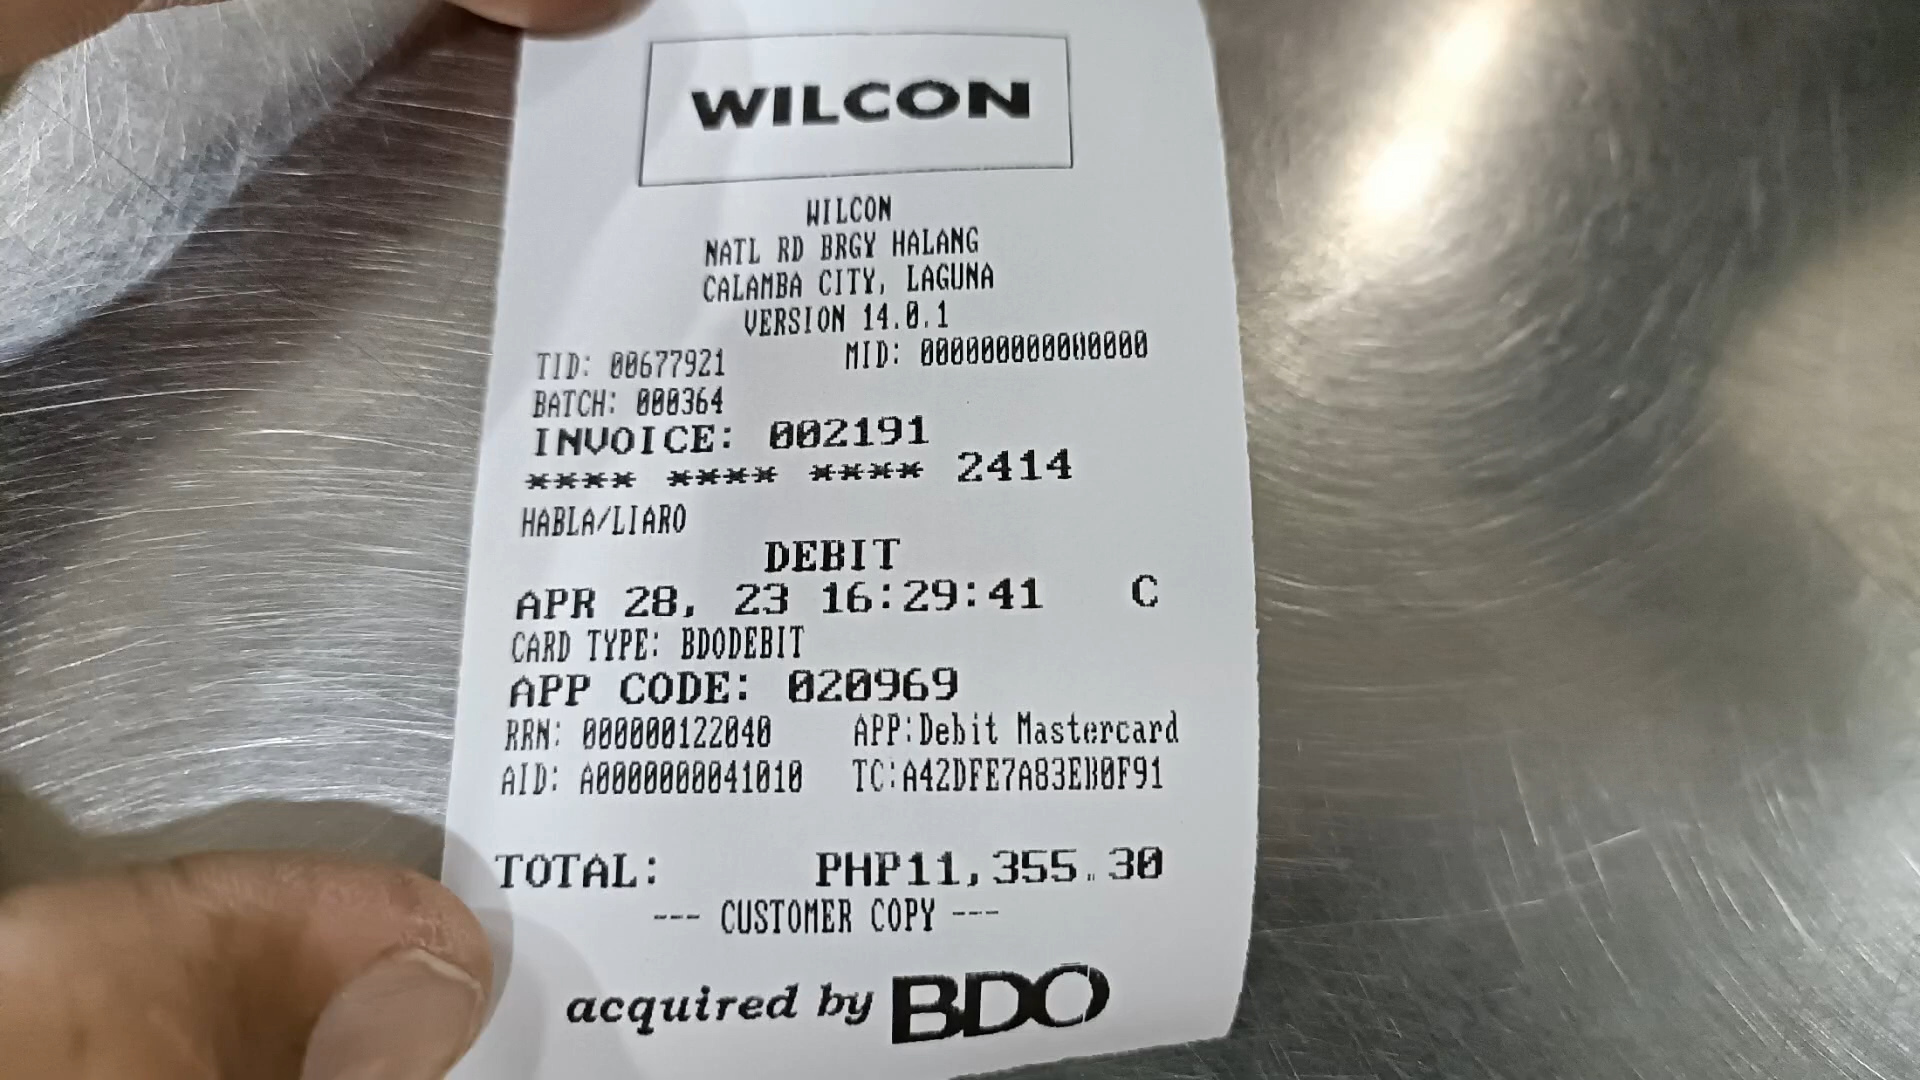 WILCON
WILCON
NATL RD BRGY HALANG
CALAMBA CITY, LAGUNA
VERSION 14.0.1
TID: 00677921 MID: 000000000000000
BATCH: 000364
INVOICE: 002191
**** **** **** 2414
HABLA/LIARO
DEBIT
APR 28, 23 16:29:41 C
CARD TYPE: BDODEBIT
APP CODE: 020969
RRN: 000000122040 APP:Debit Mastercard
AID: A0000000041010 TC:A42DFE7A83EB0F91
TOTAL: PHP11,355.30
--- CUSTOMER COPY ---
acquired by BDO